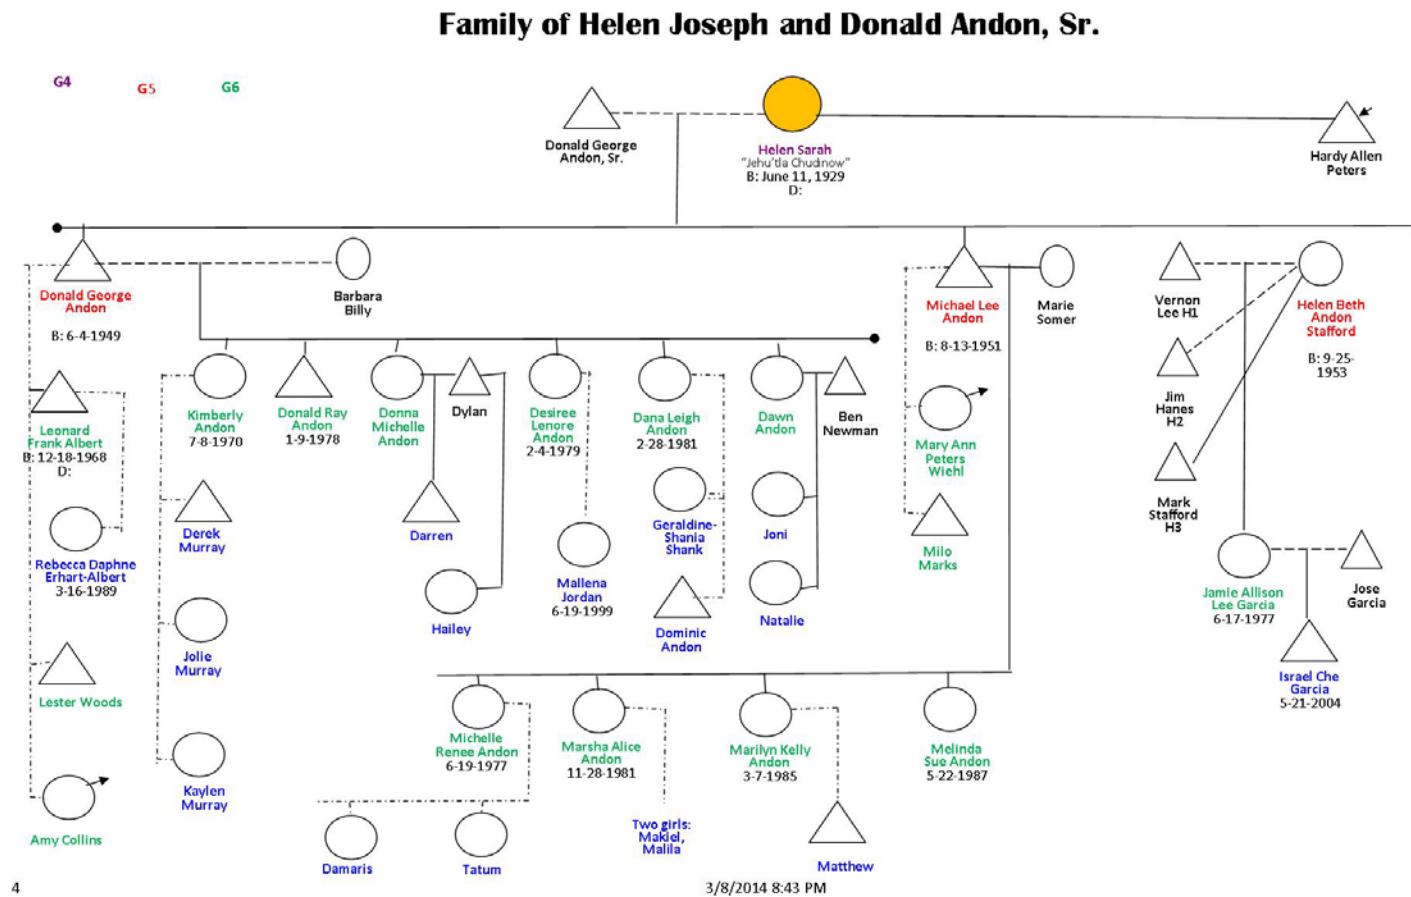 Family of Helen Joseph and Donald Andon, Sr.
G4
G5
G6
Donald George
Andon, Sr.
Helen Sarah
"Jehu'tla Chudinow"
B: June 11, 1929
D:
Hardy Allen
Peters
Donald George
Andon
B: 6-4-1949
Barbara
Billy
Michael Lee
Andon
B: 8-13-1951
Marie
Somer
Vernon
Lee H1
Helen Beth
Andon
Stafford
B: 9-25-
1953
Jim
Hanes
H2
Mark
Stafford
H3
Leonard
Frank Albert
B: 12-18-1968
D:
Kimberly
Andon
7-8-1970
Donald Ray
Andon
1-9-1978
Donna
Michelle
Andon
Dylan
Desiree
Lenore
Andon
2-4-1979
Dana Leigh
Andon
2-28-1981
Dawn
Andon
Ben
Newman
Mary Ann
Peters
Wiehl
Rebecca Daphne
Erhart-Albert
3-16-1989
Derek
Murray
Darren
Geraldine-
Shania
Shank
Joni
Milo
Marks
Jolie
Murray
Hailey
Mallena
Jordan
6-19-1999
Dominic
Andon
Natalie
Jamie Allison
Lee Garcia
6-17-1977
Jose
Garcia
Israel Che
Garcia
5-21-2004
Lester Woods
Michelle
Renee Andon
6-19-1977
Marsha Alice
Andon
11-28-1981
Marilyn Kelly
Andon
3-7-1985
Melinda
Sue Andon
5-22-1987
Kaylen
Murray
Amy Collins
Damaris
Tatum
Two girls:
Makiel,
Malila
Matthew
4
3/8/2014 8:43 PM